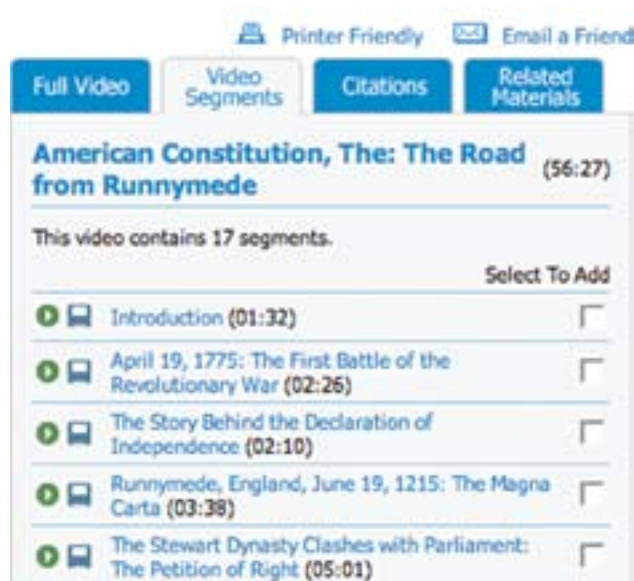 Printer Friendly Email a Friend
Full Video Video Segments Citations Related Materials
American Constitution, The: The Road (56:27)
from Runnymede
This video contains 17 segments.
Select To Add
Introduction (01:32)
April 19, 1775: The First Battle of the
Revolutionary War (02:26)
The Story Behind the Declaration of
Independence (02:10)
Runnymede, England, June 19, 1215: The Magna
Carta (03:38)
The Stewart Dynasty Clashes with Parliament:
The Petition of Right (05:01)